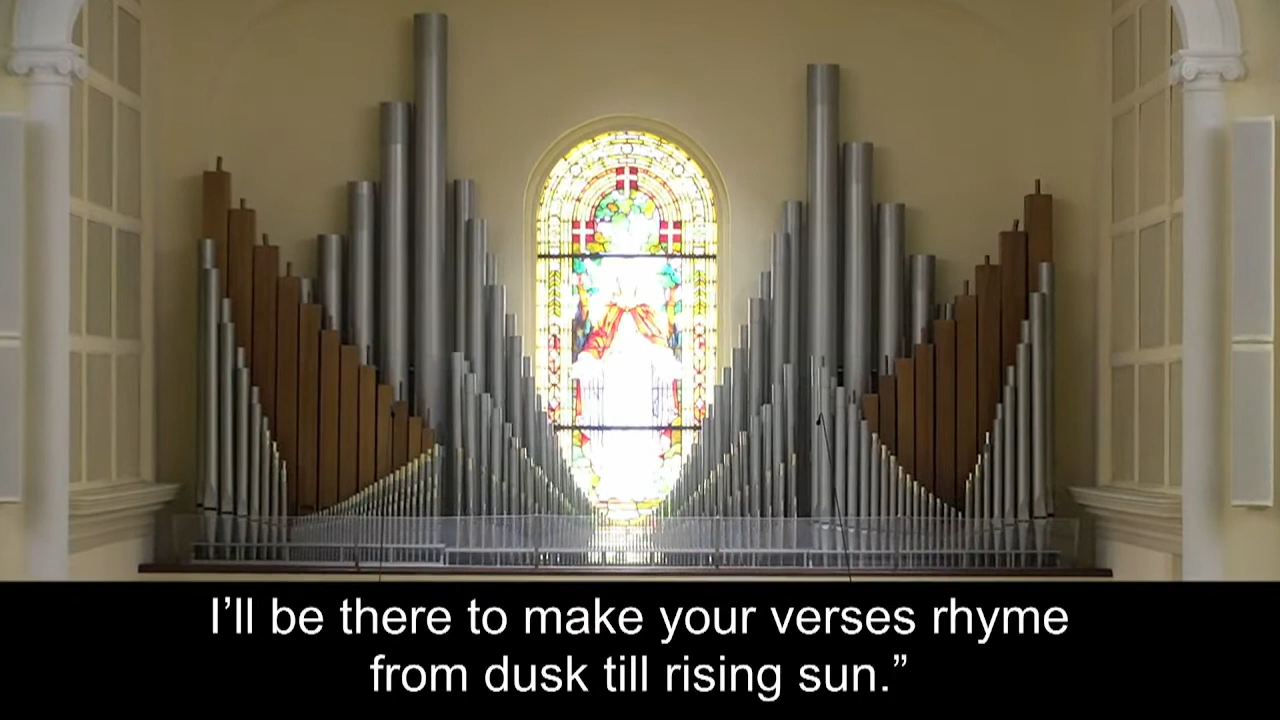 I’ll be there to make your verses rhyme
from dusk till rising sun.”